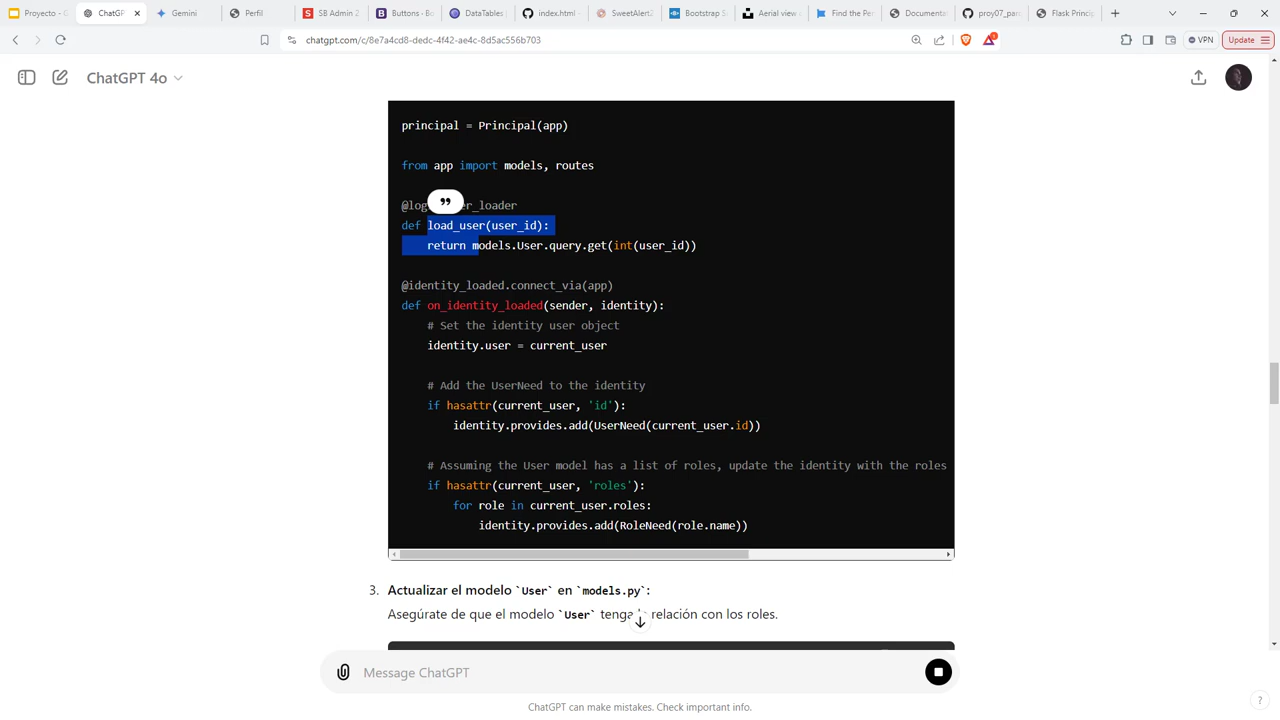 Proyecto - G
ChatGP
Gemini
Perfil
SB Admin 2
Buttons - Bo
DataTables
index.html
SweetAlert2
Bootstrap S
Aerial view o
Find the Per
Documenta
proy07_par
Flask Princip
chatgpt.com/c/8e7a4cd8-dedc-4f42-ae4c-8d5ac556b703
VPN
Update
ChatGPT 4o
principal = Principal(app)
from app import models, routes
@log er_loader
def load_user(user_id):
return models.User.query.get(int(user_id))
@identity_loaded.connect_via(app)
def on_identity_loaded(sender, identity):
# Set the identity user object
identity.user = current_user
# Add the UserNeed to the identity
if hasattr(current_user, 'id'):
identity.provides.add(UserNeed(current_user.id))
# Assuming the User model has a list of roles, update the identity with the roles
if hasattr(current_user, 'roles'):
for role in current_user.roles:
identity.provides.add(RoleNeed(role.name))
3. Actualizar el modelo `User` en `models.py`:
Asegúrate de que el modelo `User` tenga la relación con los roles.
Message ChatGPT
ChatGPT can make mistakes. Check important info.
?